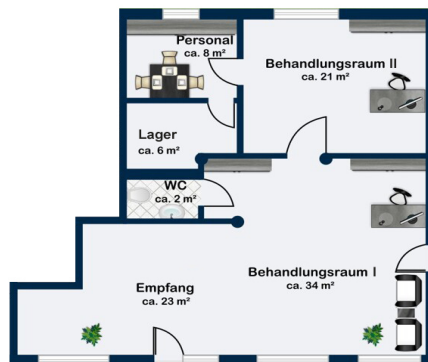 Personal
ca. 8 m²
Behandlungsraum II
ca. 21 m²
Lager
ca. 6 m²
WC
ca. 2 m²
Empfang
ca. 23 m²
Behandlungsraum I
ca. 34 m²